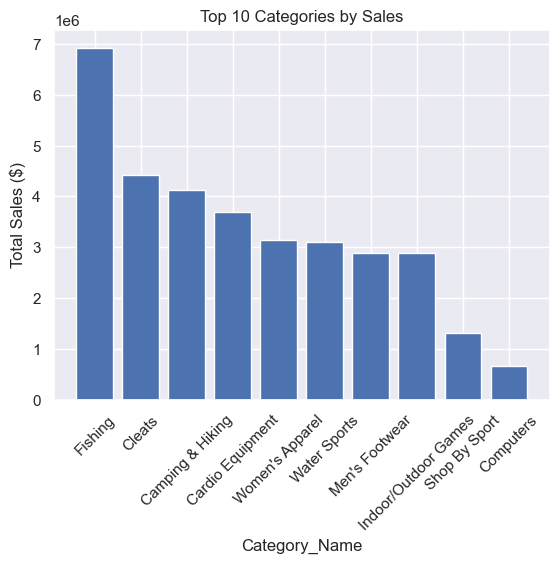 Top 10 Categories by Sales
1e6
Total Sales ($)
7
6
5
4
3
2
1
0
Fishing
Cleats
Camping & Hiking
Cardio Equipment
Women's Apparel
Water Sports
Men's Footwear
Indoor/Outdoor Games
Shop By Sport
Computers
Category_Name